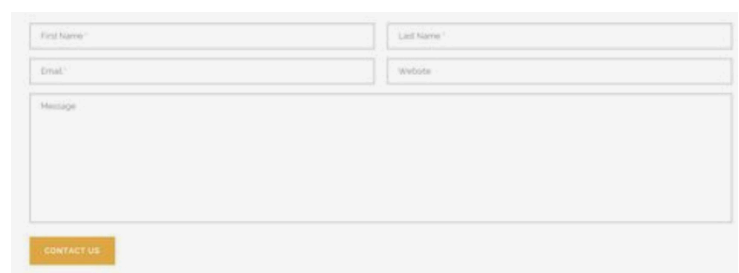 First Name *
Last Name *
Email *
Website
Message
CONTACT US